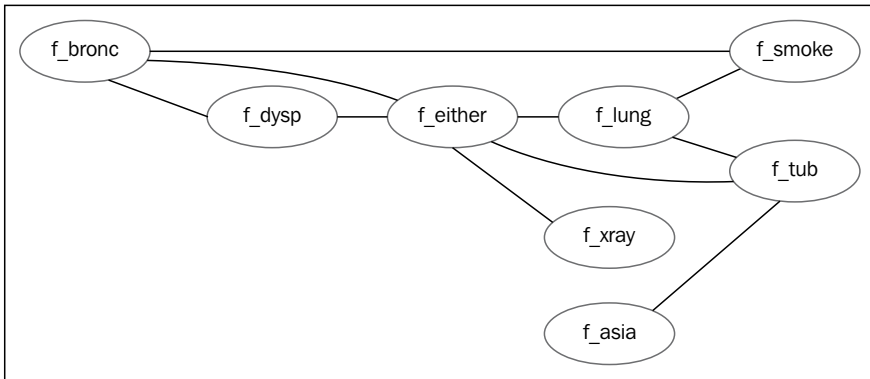 f_bronc
f_smoke
f_dysp
f_either
f_lung
f_tub
f_xray
f_asia